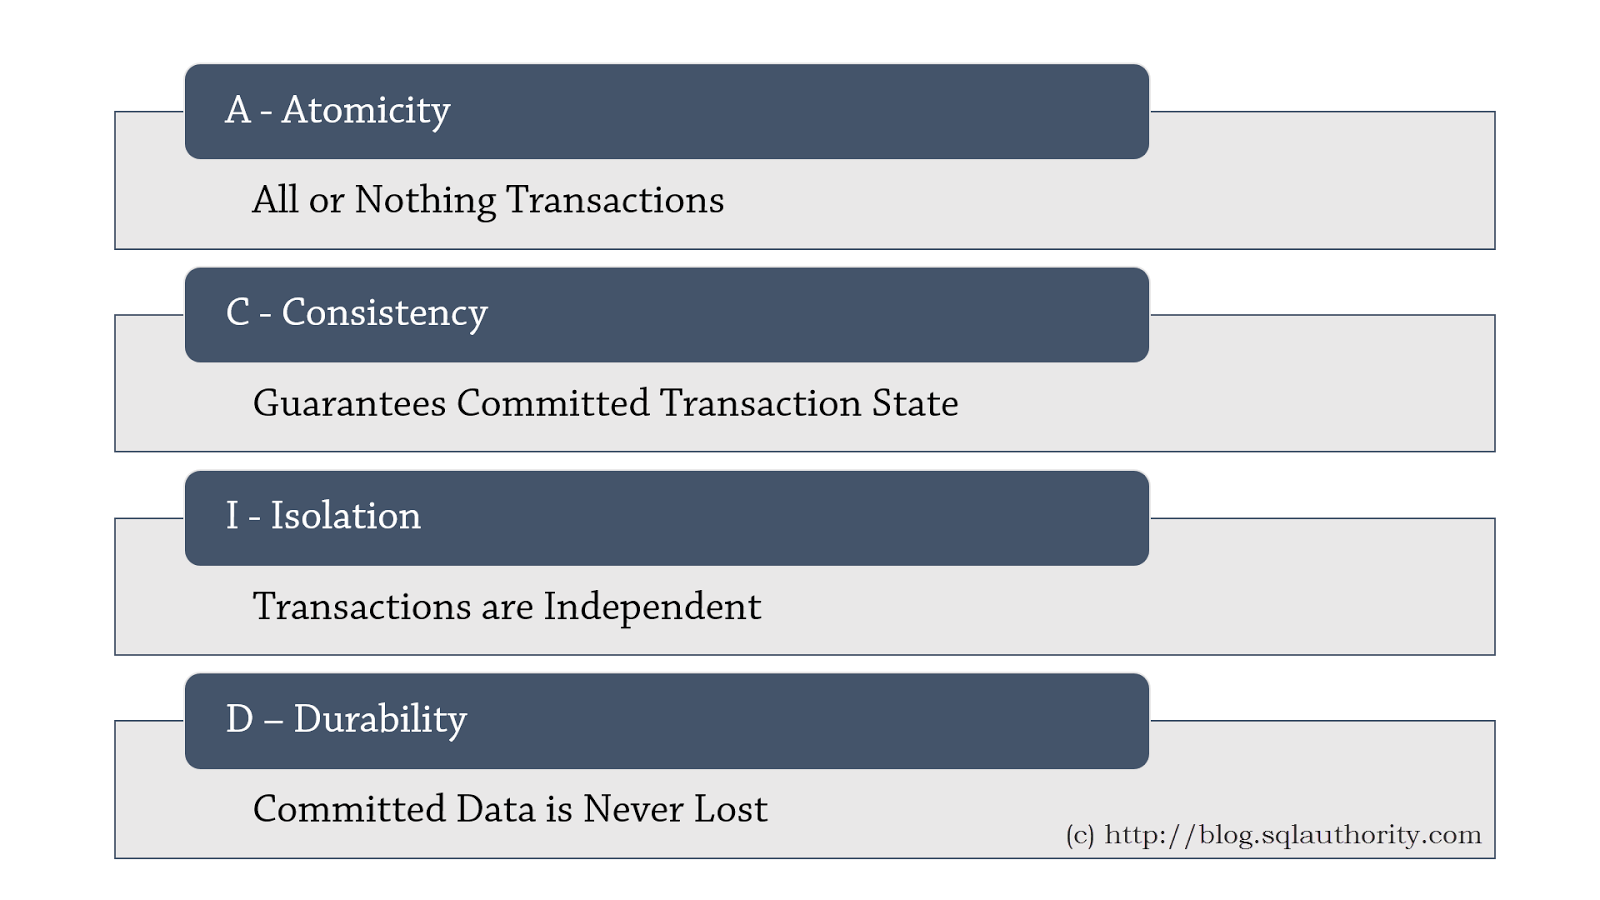 A - Atomicity
All or Nothing Transactions
C - Consistency
Guarantees Committed Transaction State
I - Isolation
Transactions are Independent
D – Durability
Committed Data is Never Lost
(c) http://blog.sqlauthority.com